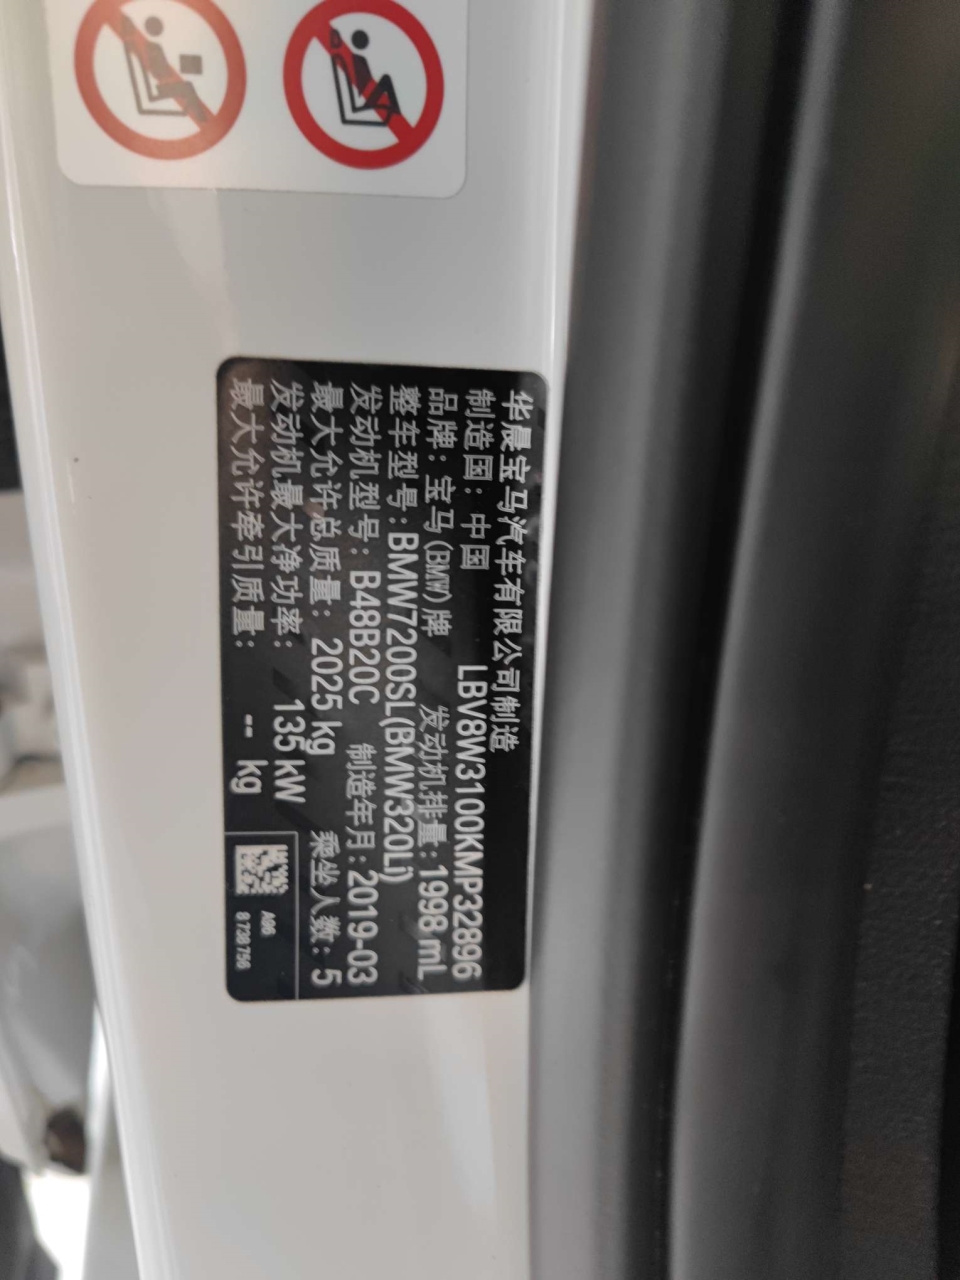 华晨宝马汽车有限公司制造
制造国：中国 LBV8W3100KMP32896
品牌：宝马(BMW)牌 发动机排量：1998 mL
整车型号：BMW7200SL(BMW320Li)
发动机型号：B48B20C 制造年月：2019-03
最大允许总质量：2025 kg 乘坐人数：5
发动机最大净功率：135 kW
最大允许牵引质量：-- kg
A96
8 738 756